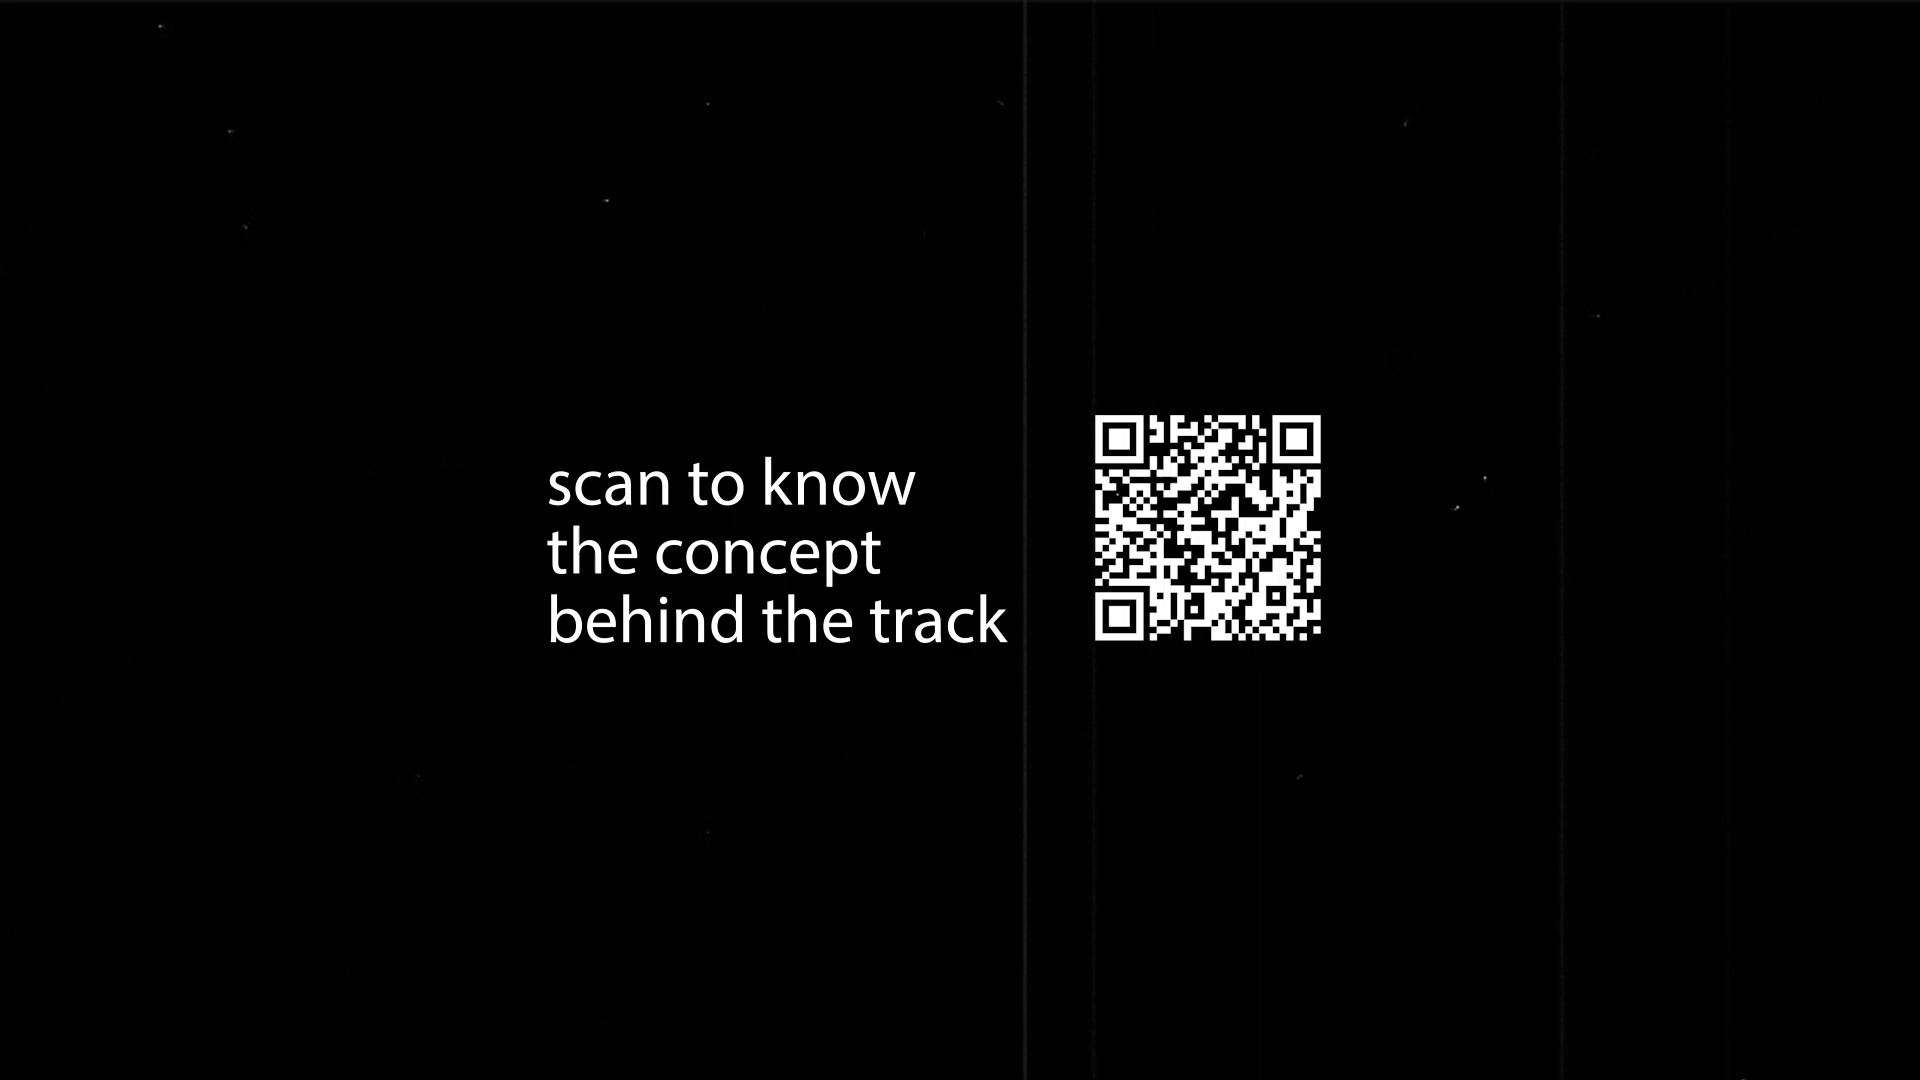 scan to know
the concept
behind the track